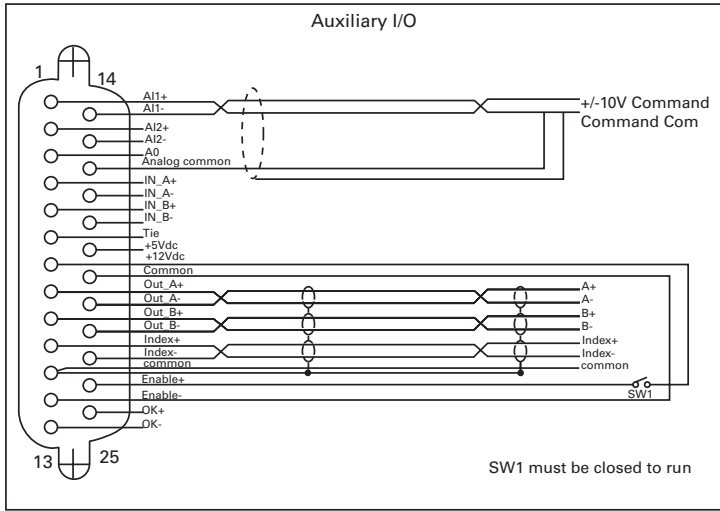 Auxiliary I/O
1
14
AI1+
AI1-
+/-10V Command
Command Com
AI2+
AI2-
A0
Analog common
IN_A+
IN_A-
IN_B+
IN_B-
Tie
+5Vdc
+12Vdc
Common
Out_A+
A+
Out_A-
A-
Out_B+
B+
Out_B-
B-
Index+
Index+
Index-
Index-
common
common
Enable+
SW1
Enable-
OK+
OK-
13
25
SW1 must be closed to run